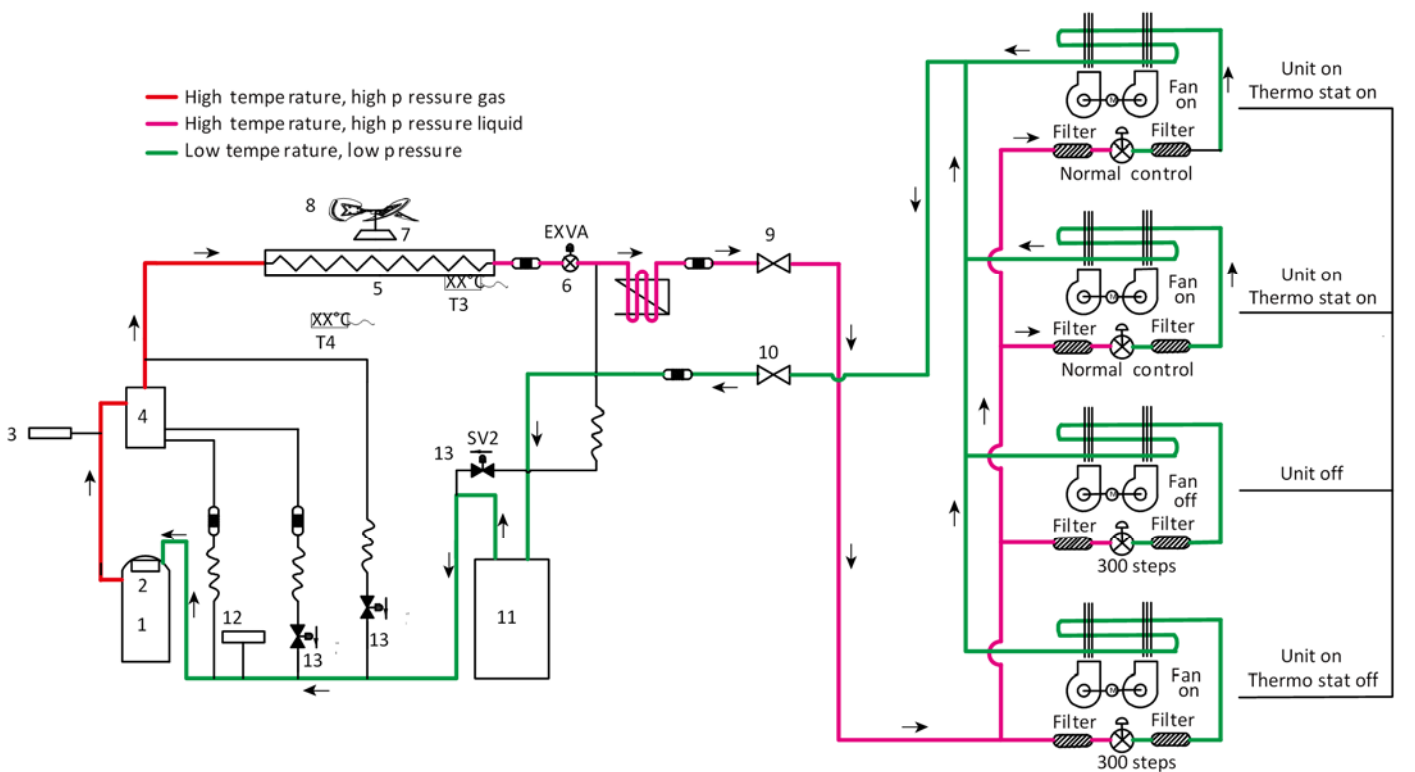 High tempe rature, high p ressure gas
High tempe rature, high p ressure liquid
Low tempe rature, low p ressure
8
7
5
XX°C
T3
XX°C
T4
EXVA
6
9
10
3
4
13
SV2
2
1
12
13
13
11
Fan
on
Filter
Filter
Normal control
M
Unit on
Thermo stat on
Fan
on
Filter
Filter
Normal control
M
Unit on
Thermo stat on
Fan
off
Filter
Filter
300 steps
M
Unit off
Fan
on
Filter
Filter
300 steps
M
Unit on
Thermo stat off